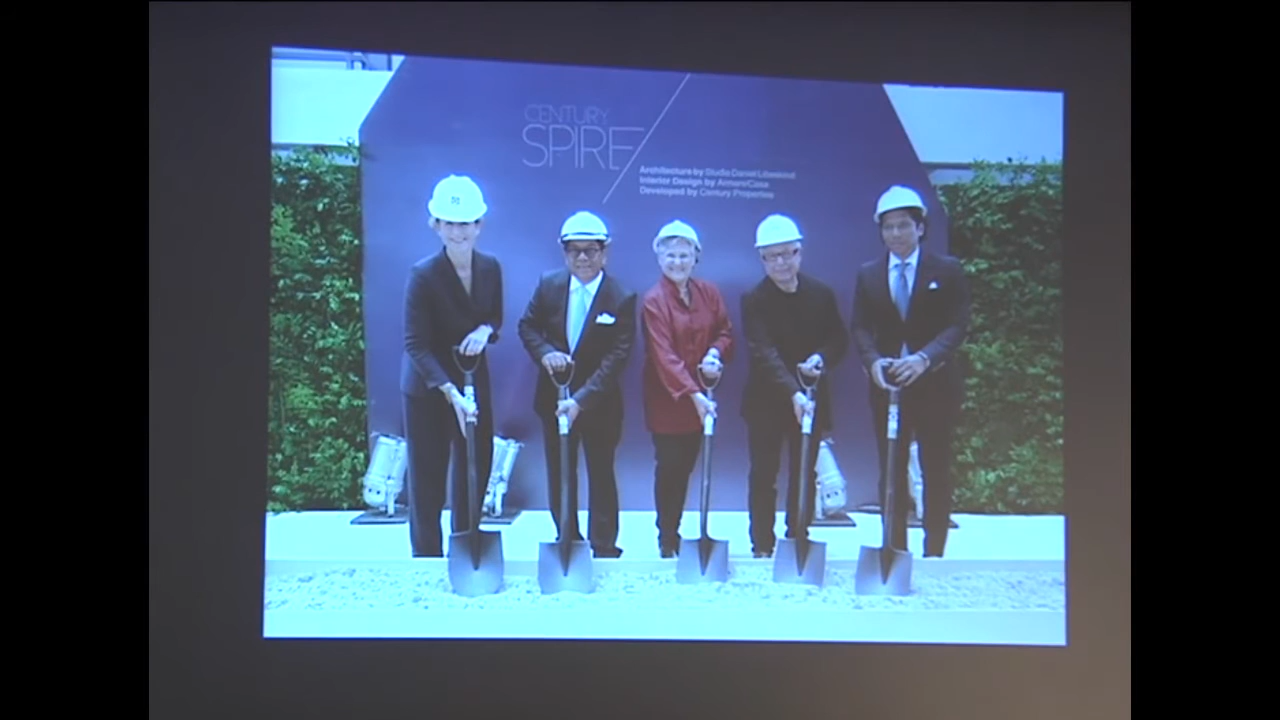 CENTURY
SPIRE
Architecture by Studio Daniel Libeskind
Interior Design by Armani/Casa
Developed by Century Properties